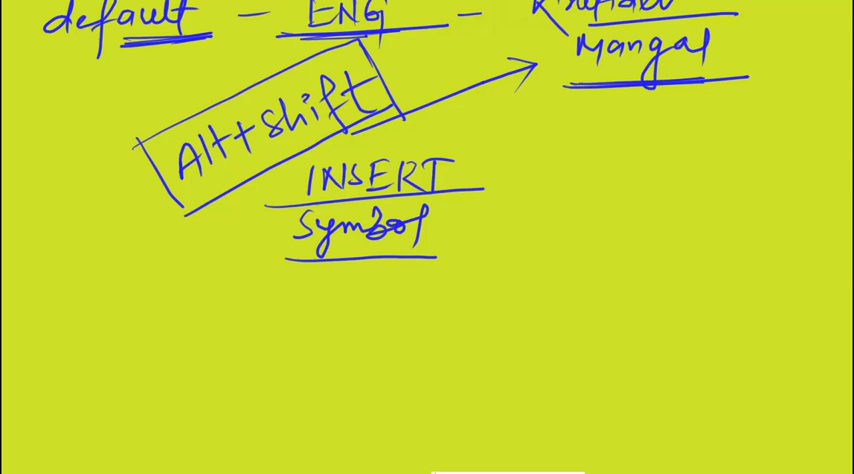 default - ENG -
Mangal
Alt+Shift
INSERT
Symbol